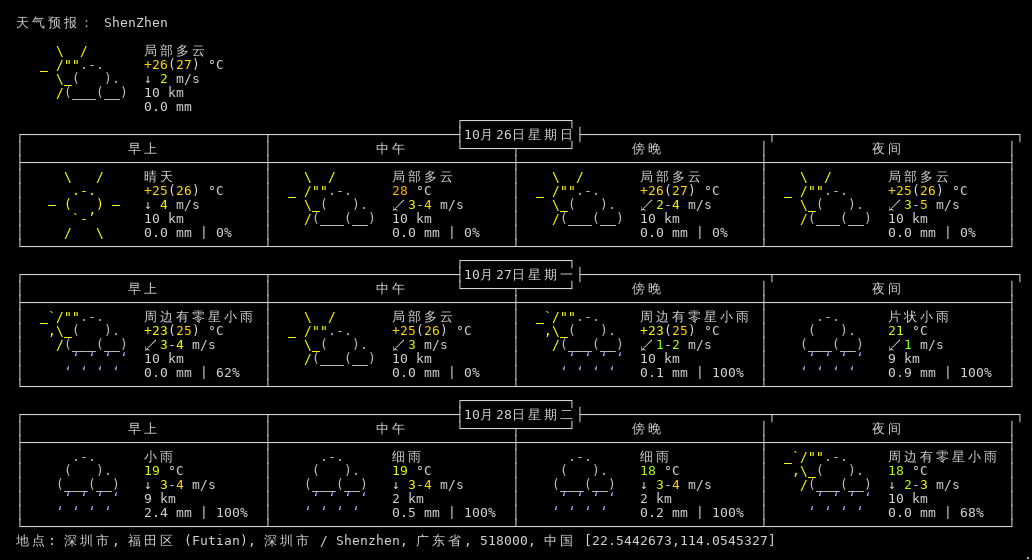 天气预报： ShenZhen
局部多云
+26(27) °C
↓ 2 m/s
10 km
0.0 mm
10月26日星期日
早上 中午 傍晚 夜间
晴天 局部多云 局部多云 局部多云
+25(26) °C 28 °C +26(27) °C +25(26) °C
↓ 4 m/s ↙ 3-4 m/s ↙ 2-4 m/s ↙ 3-5 m/s
10 km 10 km 10 km 10 km
0.0 mm | 0% 0.0 mm | 0% 0.0 mm | 0% 0.0 mm | 0%
10月27日星期一
早上 中午 傍晚 夜间
周边有零星小雨 局部多云 周边有零星小雨 片状小雨
+23(25) °C +25(26) °C +23(25) °C 21 °C
↙ 3-4 m/s ↙ 3 m/s ↙ 1-2 m/s ↙ 1 m/s
10 km 10 km 10 km 9 km
0.0 mm | 62% 0.0 mm | 0% 0.1 mm | 100% 0.9 mm | 100%
10月28日星期二
早上 中午 傍晚 夜间
小雨 细雨 细雨 周边有零星小雨
19 °C 19 °C 18 °C 18 °C
↓ 3-4 m/s ↓ 3-4 m/s ↓ 3-4 m/s ↓ 2-3 m/s
9 km 2 km 2 km 10 km
2.4 mm | 100% 0.5 mm | 100% 0.2 mm | 100% 0.0 mm | 68%
地点: 深圳市, 福田区 (Futian), 深圳市 / Shenzhen, 广东省, 518000, 中国 [22.5442673,114.0545327]